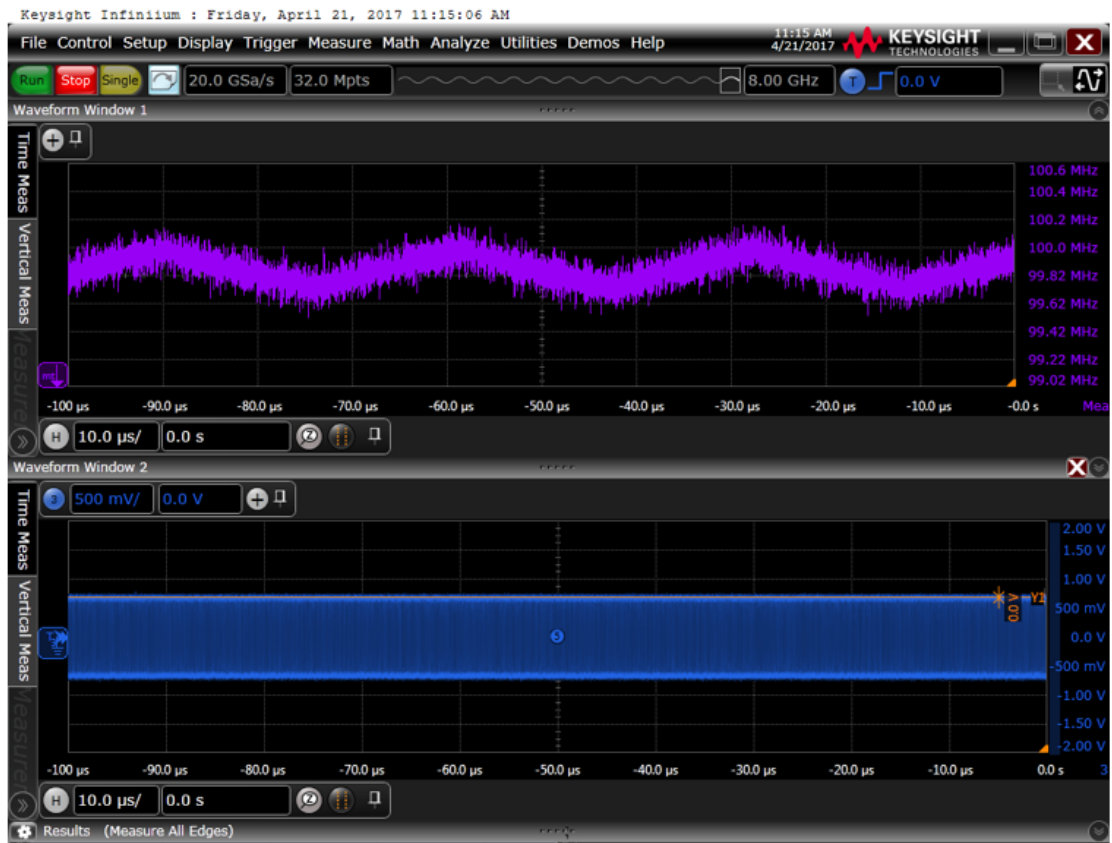 Keysight Infiniium : Friday, April 21, 2017 11:15:06 AM
File Control Setup Display Trigger Measure Math Analyze Utilities Demos Help
11:15 AM
4/21/2017
KEYSIGHT
TECHNOLOGIES
Run Stop Single 20.0 GSa/s 32.0 Mpts 8.00 GHz T 0.0 V
Waveform Window 1
Time Meas
Vertical Meas
Measure
100.6 MHz
100.4 MHz
100.2 MHz
100.0 MHz
99.82 MHz
99.62 MHz
99.42 MHz
99.22 MHz
99.02 MHz
-100 µs -90.0 µs -80.0 µs -70.0 µs -60.0 µs -50.0 µs -40.0 µs -30.0 µs -20.0 µs -10.0 µs -0.0 s Mea
H 10.0 µs/ 0.0 s Z
Waveform Window 2
Time Meas
Vertical Meas
Measure
3 500 mV/ 0.0 V
2.00 V
1.50 V
1.00 V
500 mV
0.0 V
-500 mV
-1.00 V
-1.50 V
-2.00 V
0.0 V
Y1
3
-100 µs -90.0 µs -80.0 µs -70.0 µs -60.0 µs -50.0 µs -40.0 µs -30.0 µs -20.0 µs -10.0 µs 0.0 s 3
H 10.0 µs/ 0.0 s Z
Results (Measure All Edges)